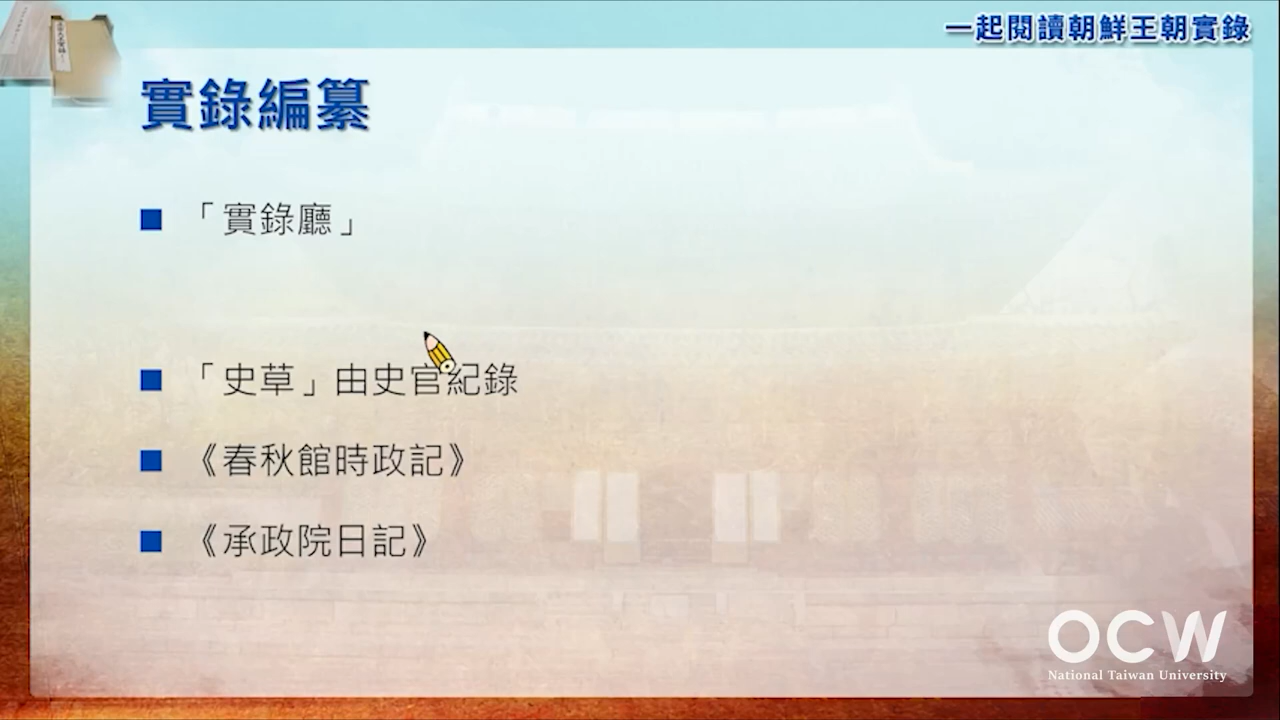 一起閱讀朝鮮王朝實錄
實錄編纂
「實錄廳」
「史草」由史官紀錄
《春秋館時政記》
《承政院日記》
OCW
National Taiwan University